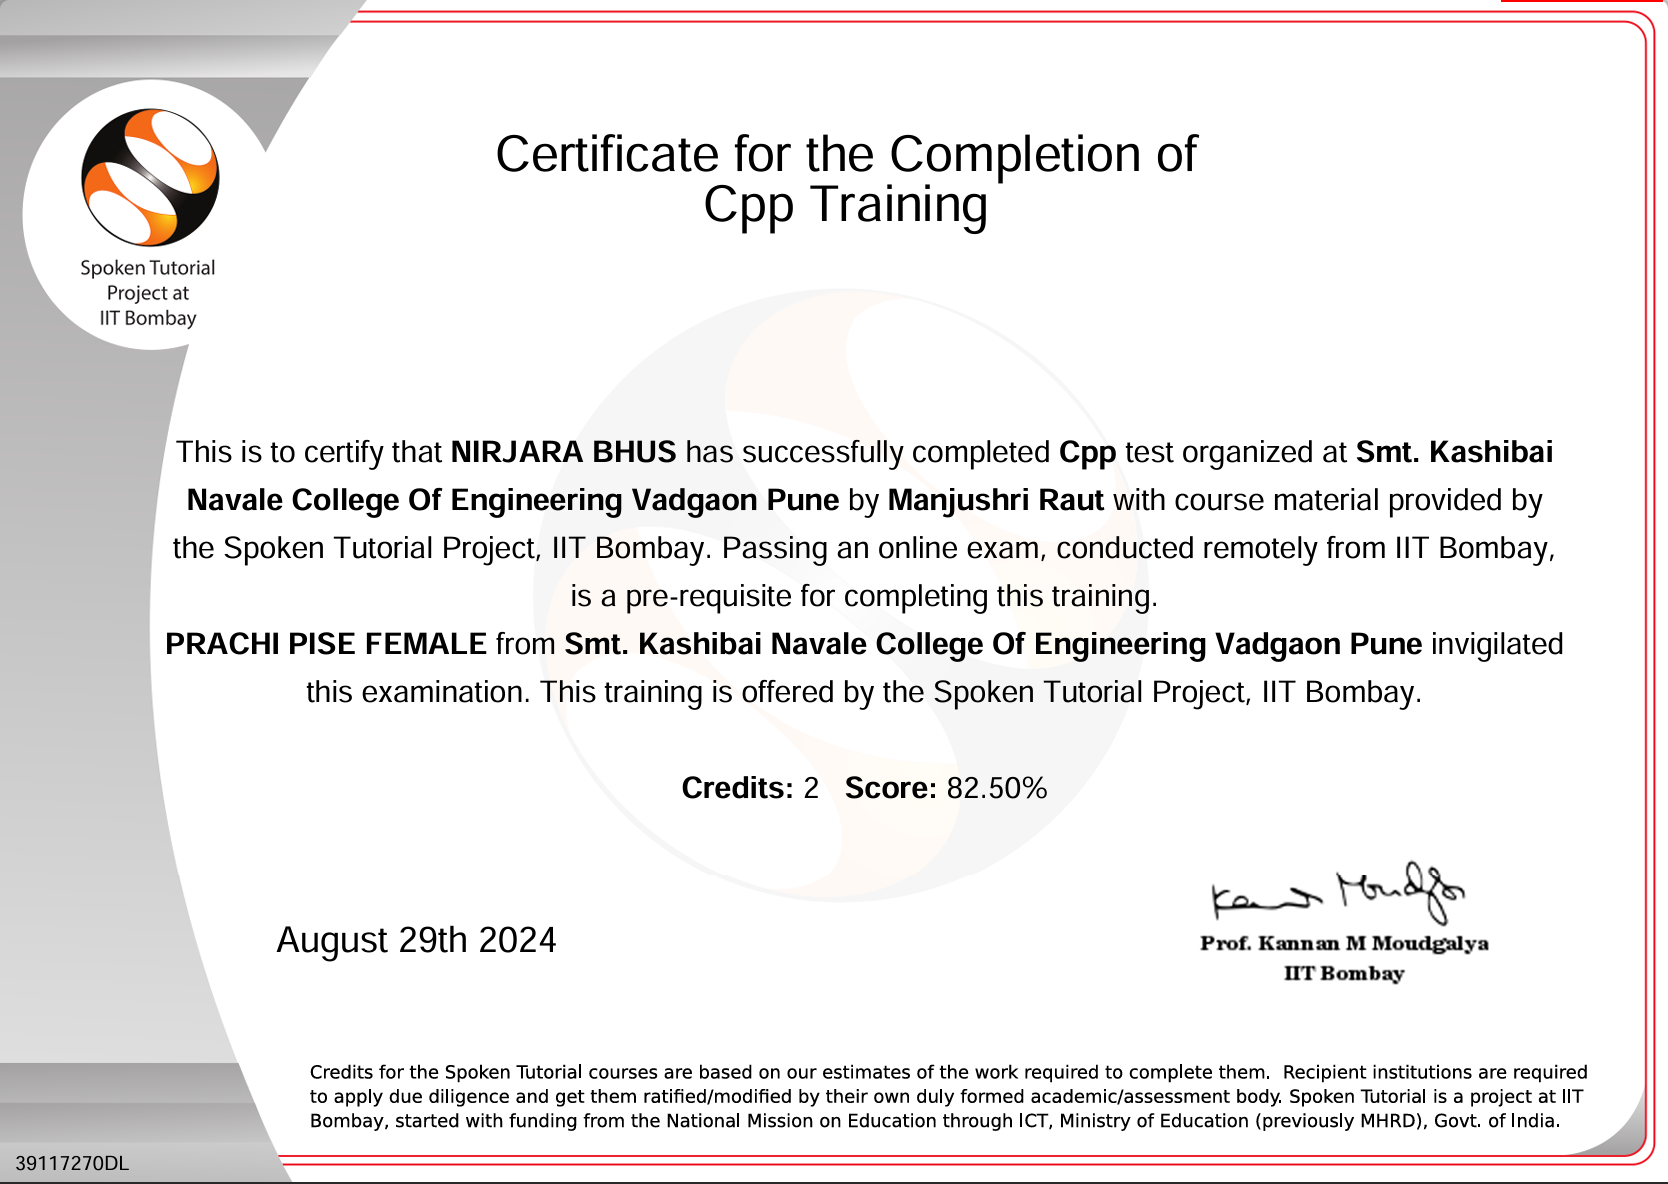 Certificate for the Completion of
Cpp Training
Spoken Tutorial
Project at
IIT Bombay
This is to certify that NIRJARA BHUS has successfully completed Cpp test organized at Smt. Kashibai
Navale College Of Engineering Vadgaon Pune by Manjushri Raut with course material provided by
the Spoken Tutorial Project, IIT Bombay. Passing an online exam, conducted remotely from IIT Bombay,
is a pre-requisite for completing this training.
PRACHI PISE FEMALE from Smt. Kashibai Navale College Of Engineering Vadgaon Pune invigilated
this examination. This training is offered by the Spoken Tutorial Project, IIT Bombay.
Credits: 2 Score: 82.50%
August 29th 2024
Kannan Moudgalya
Prof. Kannan M Moudgalya
IIT Bombay
Credits for the Spoken Tutorial courses are based on our estimates of the work required to complete them. Recipient institutions are required
to apply due diligence and get them ratified/modified by their own duly formed academic/assessment body. Spoken Tutorial is a project at IIT
Bombay, started with funding from the National Mission on Education through ICT, Ministry of Education (previously MHRD), Govt. of India.
39117270DL